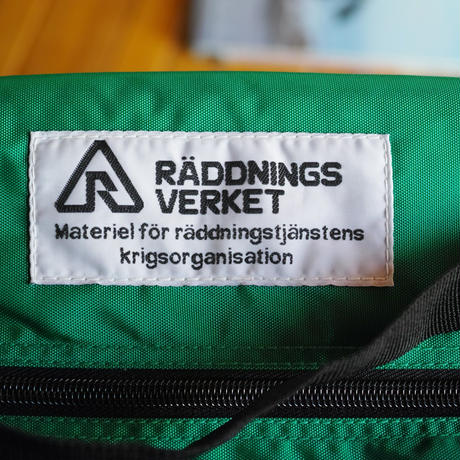 RÄDDNINGS
VERKET
Materiel för räddningstjänstens
krigsorganisation